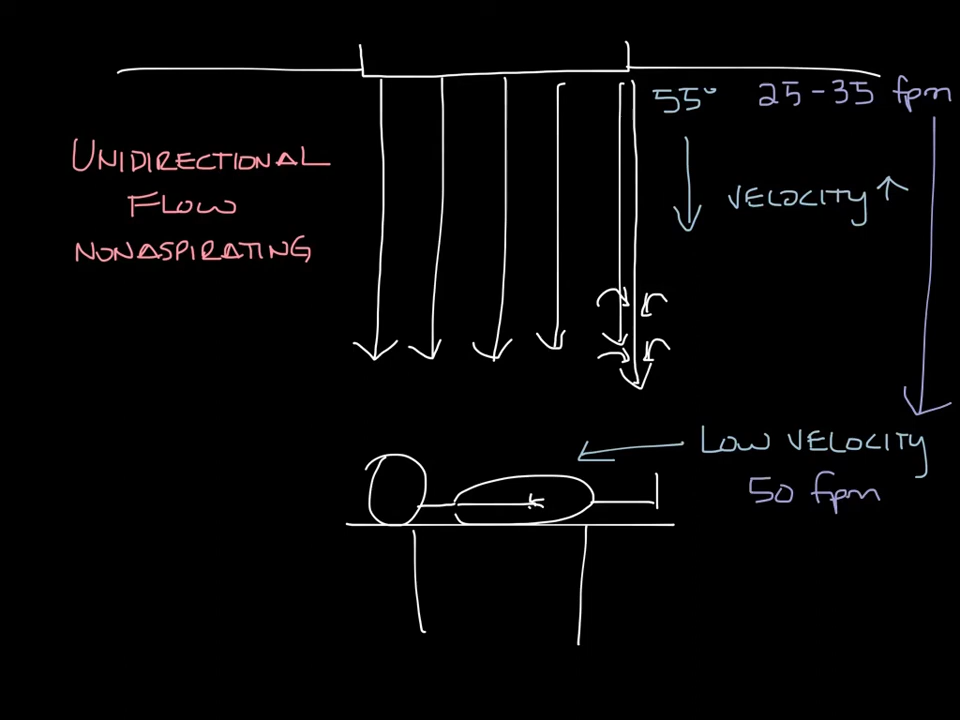 55° 25-35 fpm
UNIDIRECTIONAL
FLOW
NONASPIRATING
VELOCITY ↑
LOW VELOCITY
50 fpm